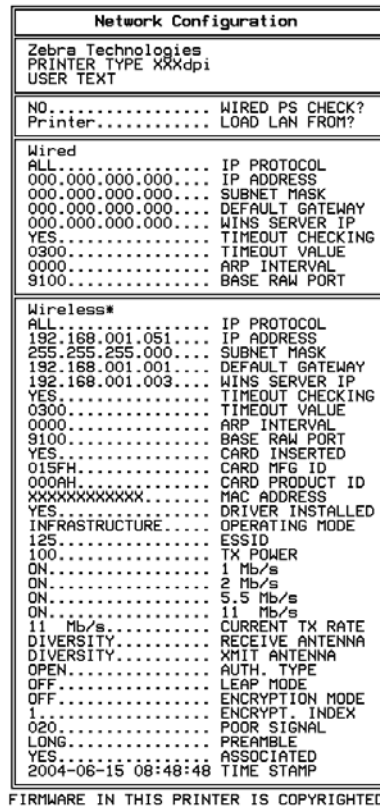 Network Configuration
Zebra Technologies
PRINTER TYPE XXXdpi
USER TEXT
NO................. WIRED PS CHECK?
Printer............ LOAD LAN FROM?
Wired
ALL................ IP PROTOCOL
000.000.000.000.... IP ADDRESS
000.000.000.000.... SUBNET MASK
000.000.000.000.... DEFAULT GATEWAY
000.000.000.000.... WINS SERVER IP
YES................ TIMEOUT CHECKING
0300............... TIMEOUT VALUE
0000............... ARP INTERVAL
9100............... BASE RAW PORT
Wireless*
ALL................ IP PROTOCOL
192.168.001.051.... IP ADDRESS
255.255.255.000.... SUBNET MASK
192.168.001.001.... DEFAULT GATEWAY
192.168.001.003.... WINS SERVER IP
YES................ TIMEOUT CHECKING
0300............... TIMEOUT VALUE
0000............... ARP INTERVAL
9100............... BASE RAW PORT
YES................ CARD INSERTED
015FH.............. CARD MFG ID
000AH.............. CARD PRODUCT ID
XXXXXXXXXXXX....... MAC ADDRESS
YES................ DRIVER INSTALLED
INFRASTRUCTURE..... OPERATING MODE
125................ ESSID
100................ TX POWER
ON................. 1 Mb/s
ON................. 2 Mb/s
ON................. 5.5 Mb/s
ON................. 11 Mb/s
11 Mb/s........... CURRENT TX RATE
DIVERSITY.......... RECEIVE ANTENNA
DIVERSITY.......... XMIT ANTENNA
OPEN............... AUTH. TYPE
OFF................ LEAP MODE
OFF................ ENCRYPTION MODE
1.................. ENCRYPT. INDEX
020................ POOR SIGNAL
LONG............... PREAMBLE
YES................ ASSOCIATED
2004-06-15 08:48:48 TIME STAMP
FIRMWARE IN THIS PRINTER IS COPYRIGHTED